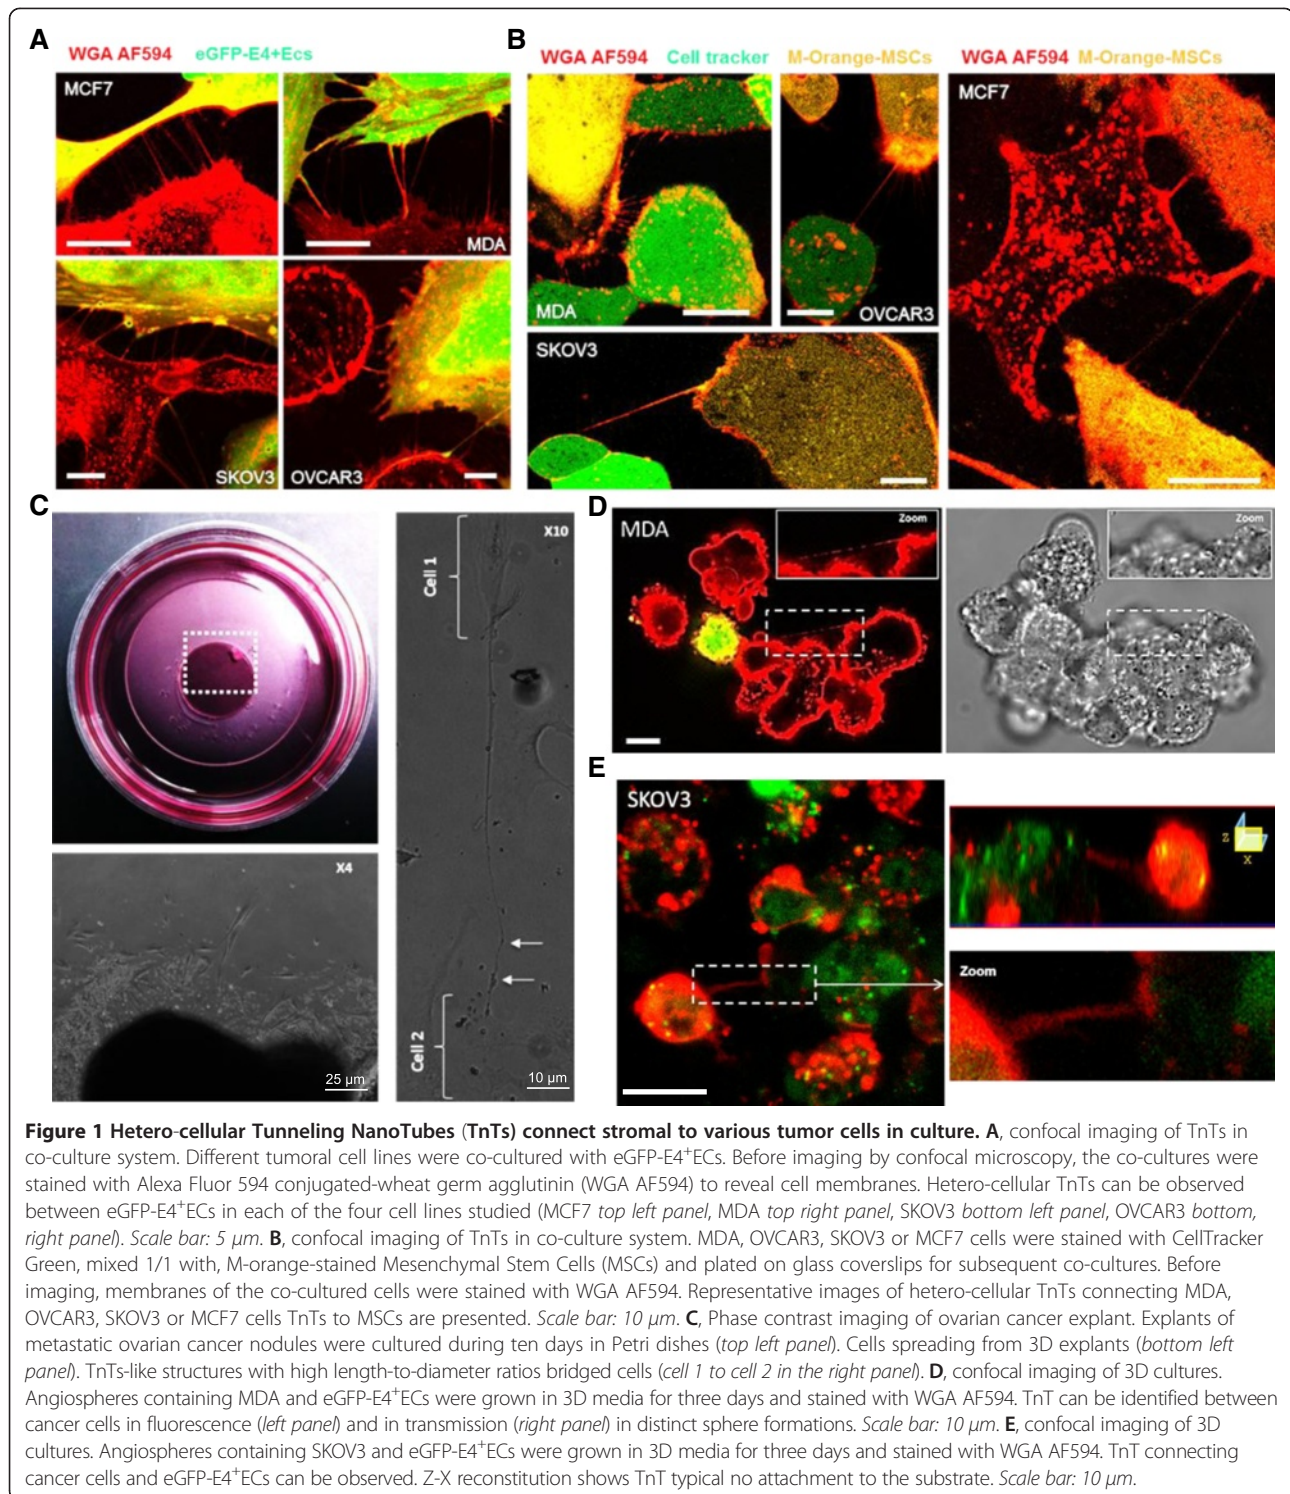 A
WGA AF594 eGFP-E4+Ecs
MCF7
MDA
SKOV3
OVCAR3
B
WGA AF594 Cell tracker M-Orange-MSCs
WGA AF594 M-Orange-MSCs
MDA
OVCAR3
SKOV3
MCF7
C
X4
25 µm
X10
Cell 1
Cell 2
10 µm
D
MDA
Zoom
Zoom
E
SKOV3
Z
X
Zoom
Figure 1 Hetero-cellular Tunneling NanoTubes (TnTs) connect stromal to various tumor cells in culture. A, confocal imaging of TnTs in
co-culture system. Different tumoral cell lines were co-cultured with eGFP-E4⁺ECs. Before imaging by confocal microscopy, the co-cultures were
stained with Alexa Fluor 594 conjugated-wheat germ agglutinin (WGA AF594) to reveal cell membranes. Hetero-cellular TnTs can be observed
between eGFP-E4⁺ECs in each of the four cell lines studied (MCF7 top left panel, MDA top right panel, SKOV3 bottom left panel, OVCAR3 bottom,
right panel). Scale bar: 5 µm. B, confocal imaging of TnTs in co-culture system. MDA, OVCAR3, SKOV3 or MCF7 cells were stained with CellTracker
Green, mixed 1/1 with, M-orange-stained Mesenchymal Stem Cells (MSCs) and plated on glass coverslips for subsequent co-cultures. Before
imaging, membranes of the co-cultured cells were stained with WGA AF594. Representative images of hetero-cellular TnTs connecting MDA,
OVCAR3, SKOV3 or MCF7 cells TnTs to MSCs are presented. Scale bar: 10 µm. C, Phase contrast imaging of ovarian cancer explant. Explants of
metastatic ovarian cancer nodules were cultured during ten days in Petri dishes (top left panel). Cells spreading from 3D explants (bottom left
panel). TnTs-like structures with high length-to-diameter ratios bridged cells (cell 1 to cell 2 in the right panel). D, confocal imaging of 3D cultures.
Angiospheres containing MDA and eGFP-E4⁺ECs were grown in 3D media for three days and stained with WGA AF594. TnT can be identified between
cancer cells in fluorescence (left panel) and in transmission (right panel) in distinct sphere formations. Scale bar: 10 µm. E, confocal imaging of 3D
cultures. Angiospheres containing SKOV3 and eGFP-E4⁺ECs were grown in 3D media for three days and stained with WGA AF594. TnT connecting
cancer cells and eGFP-E4⁺ECs can be observed. Z-X reconstitution shows TnT typical no attachment to the substrate. Scale bar: 10 µm.